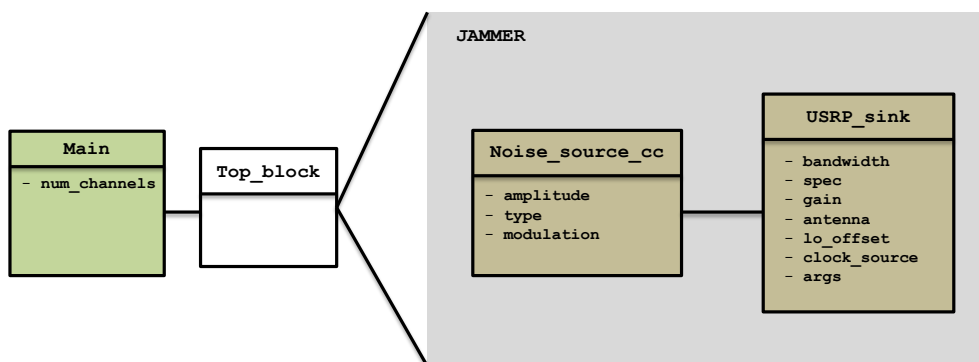 JAMMER
Main
- num_channels
Top_block
Noise_source_cc
- amplitude
- type
- modulation
USRP_sink
- bandwidth
- spec
- gain
- antenna
- lo_offset
- clock_source
- args